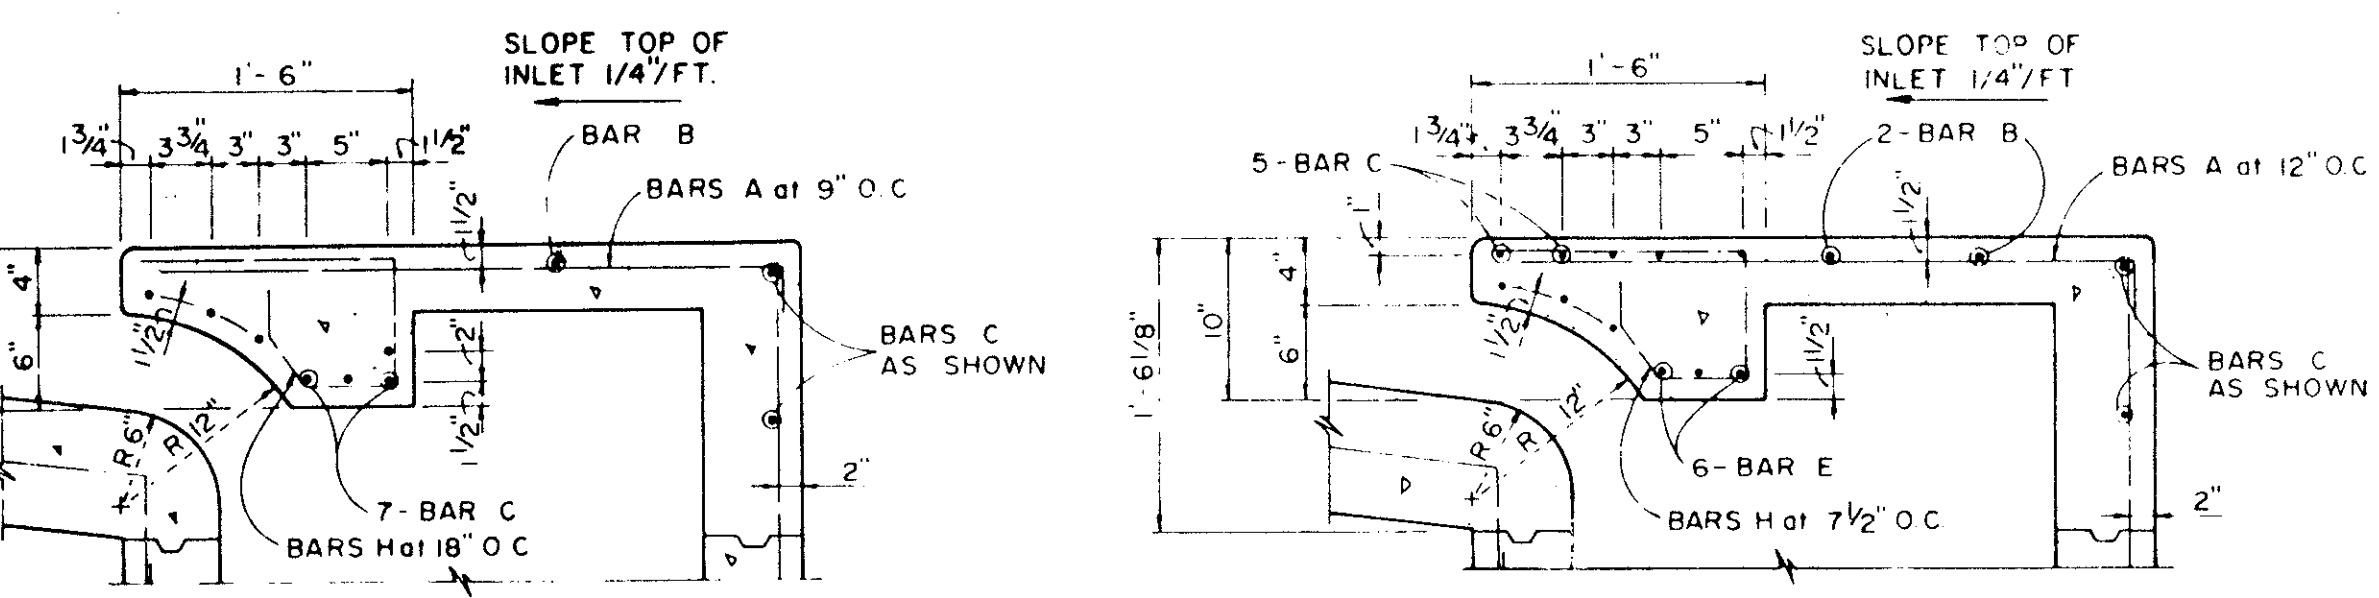 SLOPE TOP OF
INLET 1/4"/FT.
1'-6"
1 3/4" 3 3/4 3" 3" 5" 1 1/2"
BAR B
BARS A at 9" O.C
1 1/2"
4"
6"
1 1/2"
2"
1 1/2"
BARS C
AS SHOWN
R 6"
R 12"
2"
7-BAR C
BARS H at 18" O C
SLOPE TOP OF
INLET 1/4"/FT
1'-6"
1 3/4" 3 3/4" 3" 3" 5" 1 1/2"
2-BAR B
5-BAR C
BARS A at 12" O.C
1"
1 1/2"
4"
10"
6"
1'-6 1/8"
1 1/2"
1 1/2"
BARS C
AS SHOWN
R 6"
R 12"
6-BAR E
BARS H at 7 1/2" O.C.
2"